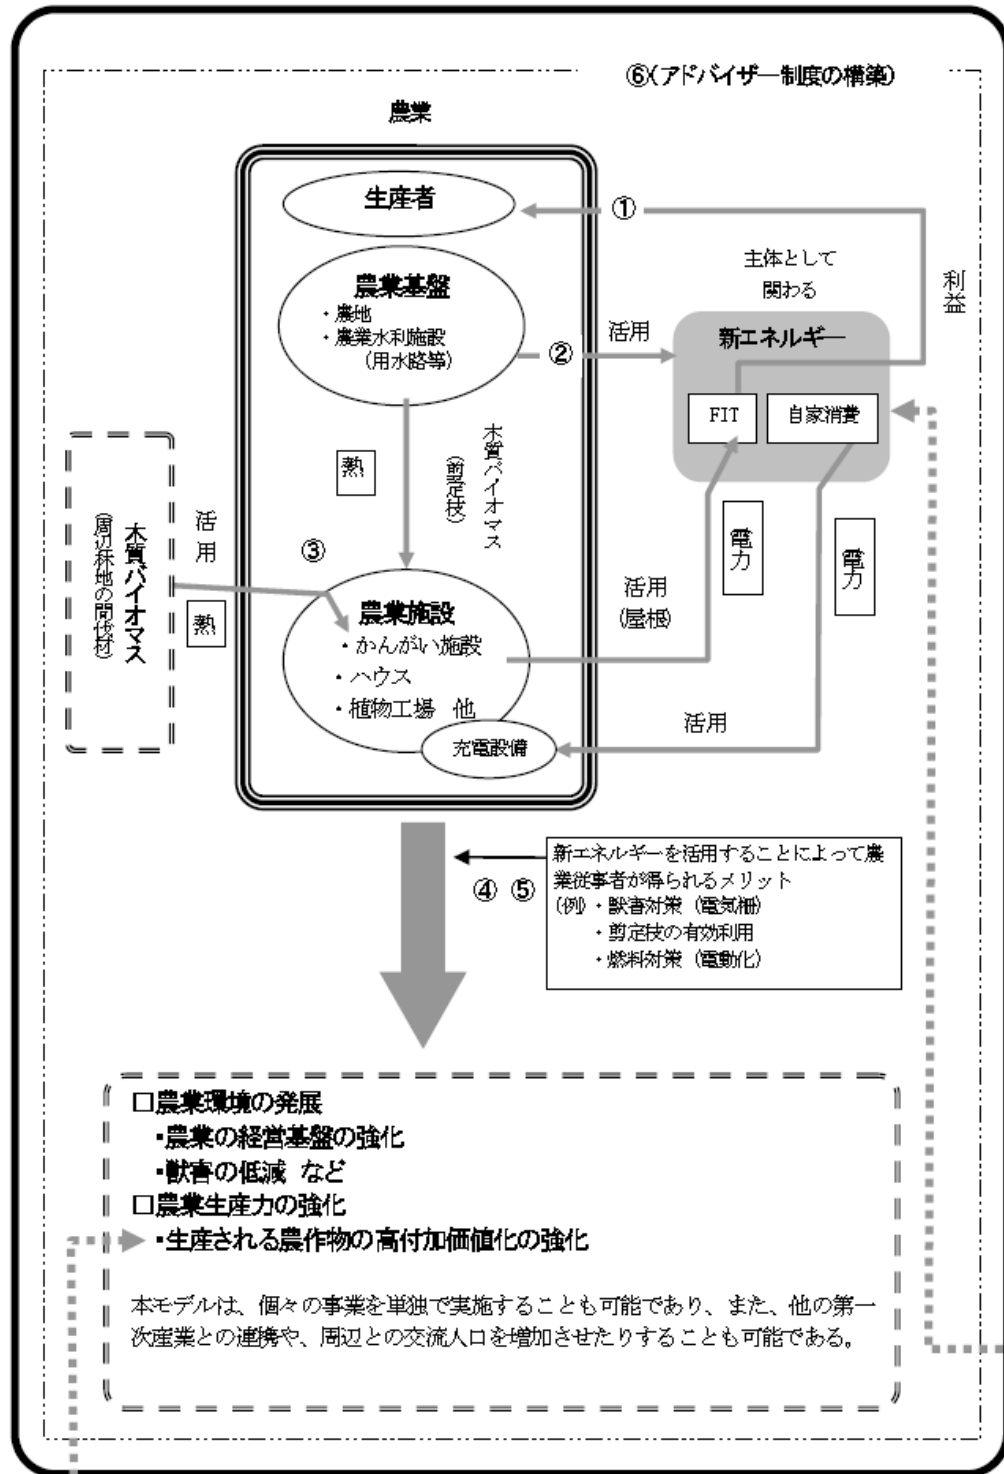 ⑥(アドバイザー制度の構築)
農業
生産者
①
農業基盤
・農地
・農業水利施設
(用水路等)
②
活用
主体として
関わる
利益
新エネルギー
FIT
自家消費
熱
木質バイオマス
(剪定枝)
木質バイオマス
(周辺林地の間伐材)
活用
熱
③
農業施設
・かんがい施設
・ハウス
・植物工場 他
充電設備
活用
(屋根)
電力
電力
活用
④ ⑤
新エネルギーを活用することによって農
業従事者が得られるメリット
(例)・獣害対策(電気柵)
・剪定枝の有効利用
・燃料対策(電動化)
□農業環境の発展
・農業の経営基盤の強化
・獣害の低減 など
□農業生産力の強化
・生産される農作物の高付加価値化の強化
本モデルは、個々の事業を単独で実施することも可能であり、また、他の第一
次産業との連携や、周辺との交流人口を増加させたりすることも可能である。